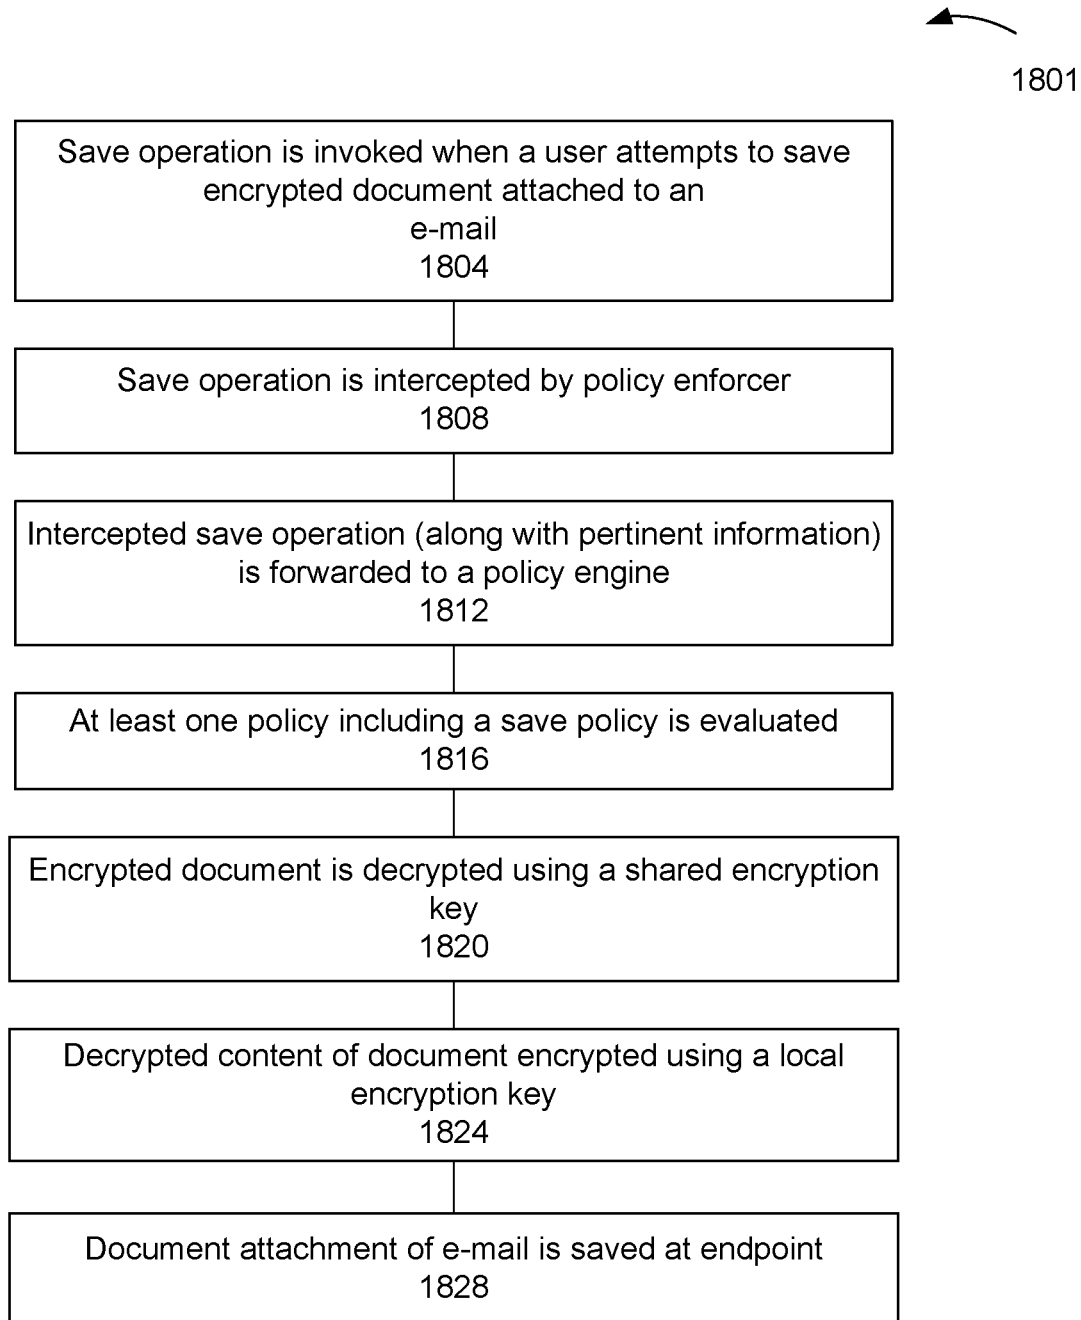 1801
Save operation is invoked when a user attempts to save
encrypted document attached to an
e-mail
1804
Save operation is intercepted by policy enforcer
1808
Intercepted save operation (along with pertinent information)
is forwarded to a policy engine
1812
At least one policy including a save policy is evaluated
1816
Encrypted document is decrypted using a shared encryption
key
1820
Decrypted content of document encrypted using a local
encryption key
1824
Document attachment of e-mail is saved at endpoint
1828